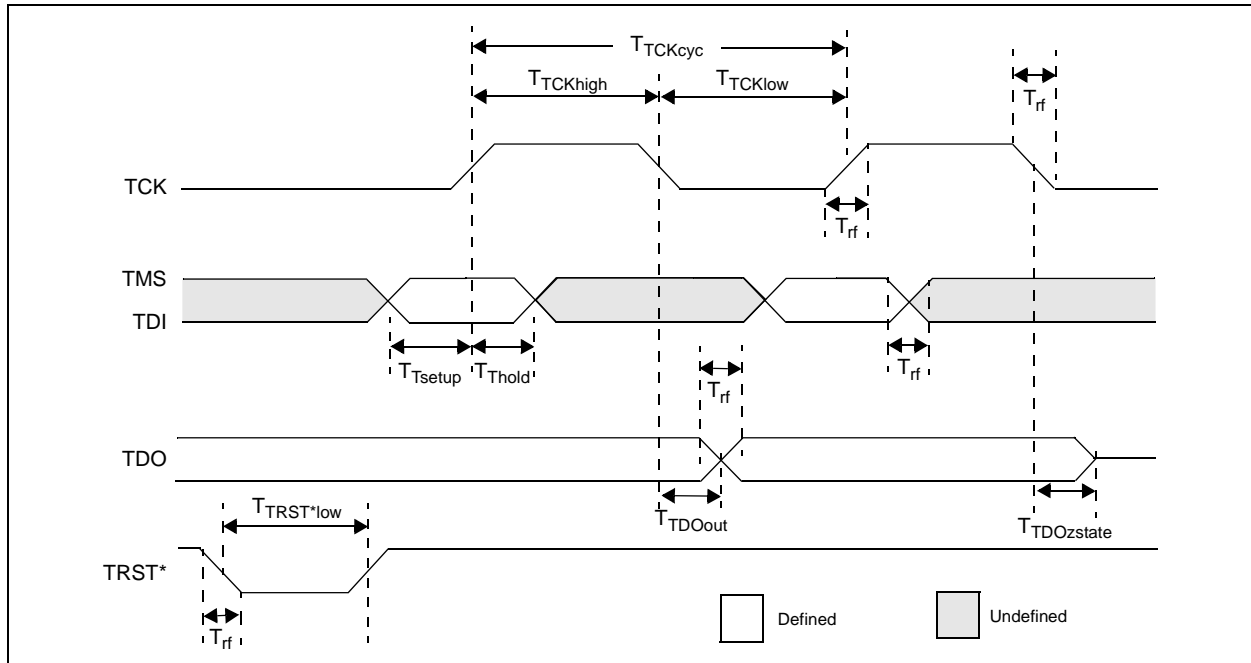 TTCKcyc
TTCKhigh
TTCKlow
Trf
TCK
Trf
TMS
TDI
TTsetup
TThold
Trf
Trf
TDO
TTRST*low
TTDOout
TTDOzstate
TRST*
Trf
Defined
Undefined